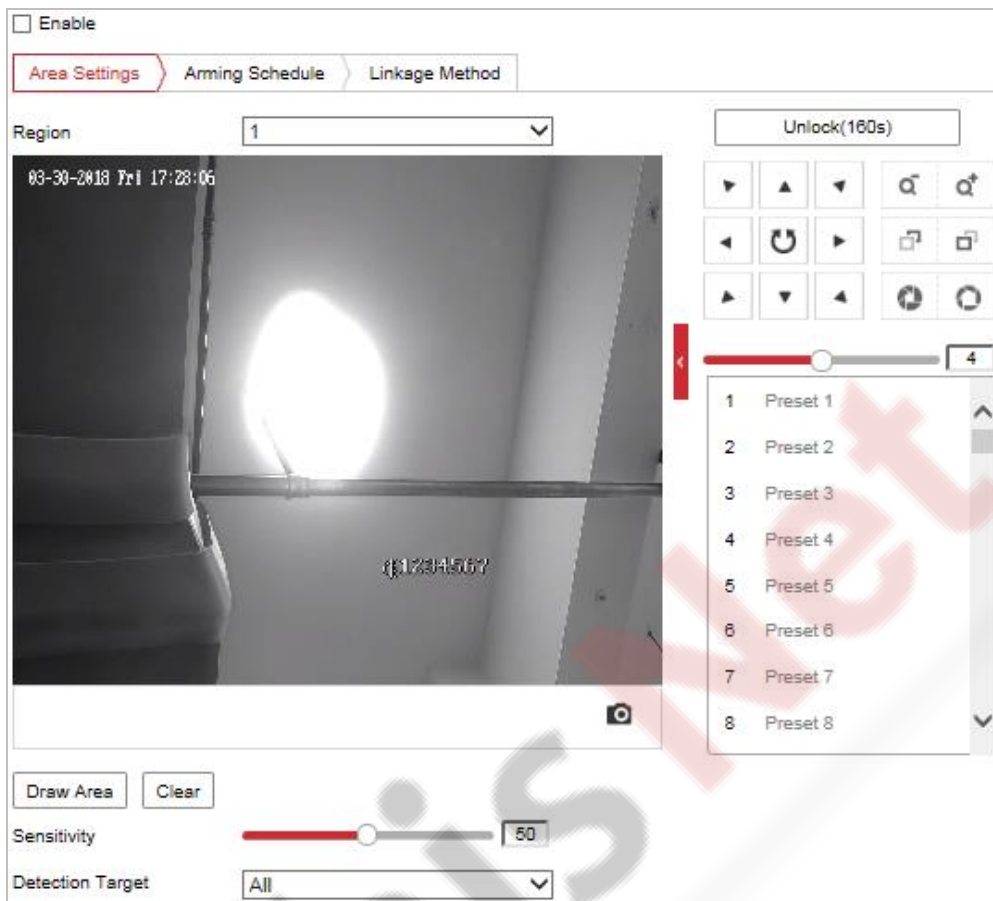 Enable
Area Settings Arming Schedule Linkage Method
Region 1
Unlock(160s)
03-30-2018 Fri 17:28:06
4
1 Preset 1
2 Preset 2
3 Preset 3
4 Preset 4
5 Preset 5
6 Preset 6
7 Preset 7
8 Preset 8
q1234567
Draw Area Clear
Sensitivity 50
Detection Target All
isNet